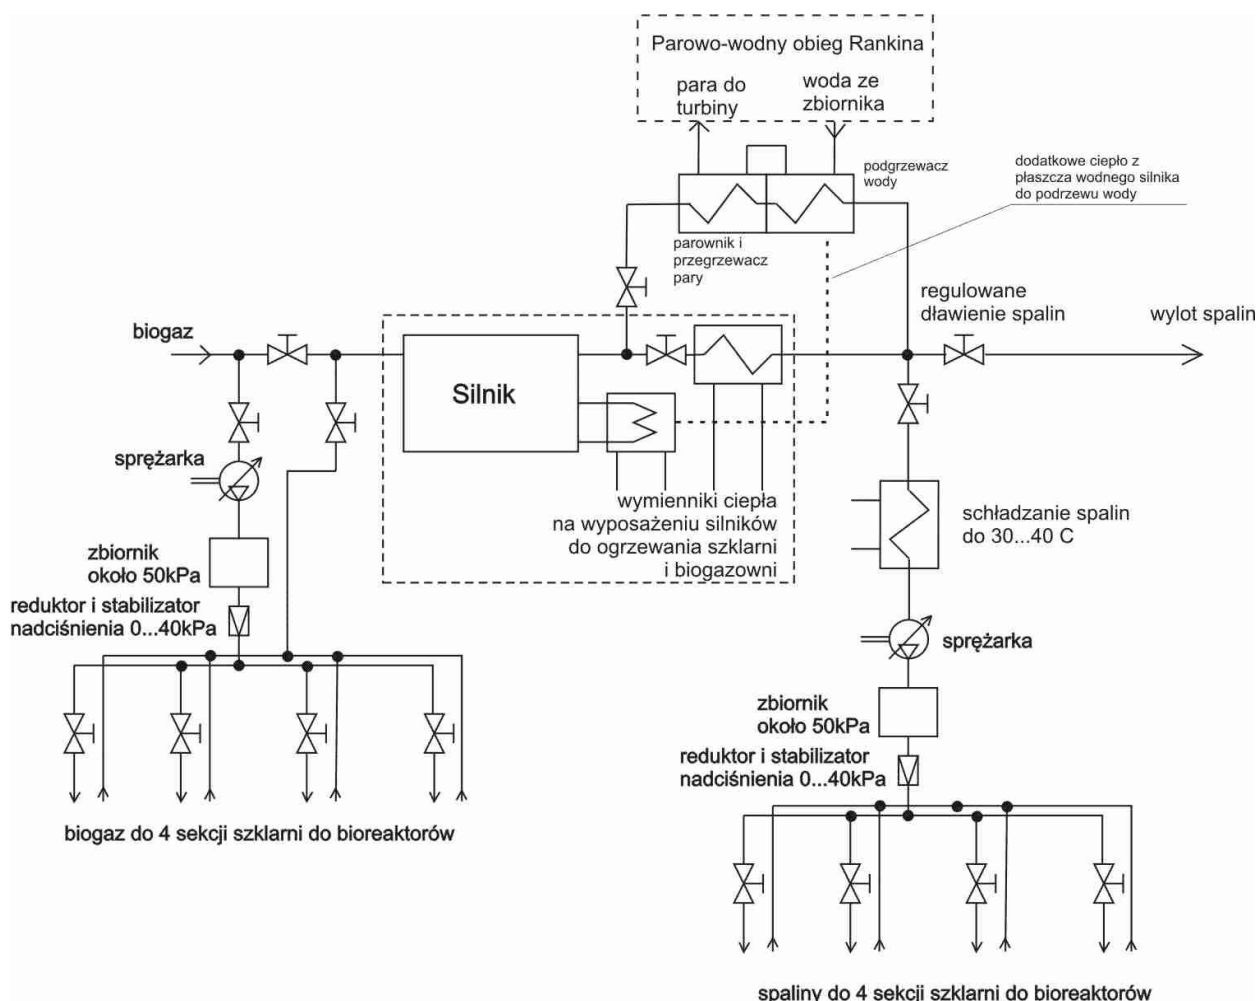 Parowo-wodny obieg Rankina
para do
turbiny
woda ze
zbiornika
podgrzewacz
wody
dodatkowe ciepło z
płaszcza wodnego silnika
do podrzewu wody
parownik i
przegrzewacz
pary
regulowane
dławienie spalin
wylot spalin
biogaz
Silnik
sprężarka
wymienniki ciepła
na wyposażeniu silników
do ogrzewania szklarni
i biogazowni
schładzanie spalin
do 30...40 C
zbiornik
około 50kPa
reduktor i stabilizator
nadciśnienia 0...40kPa
sprężarka
zbiornik
około 50kPa
reduktor i stabilizator
nadciśnienia 0...40kPa
biogaz do 4 sekcji szklarni do bioreaktorów
spaliny do 4 sekcji szklarni do bioreaktorów